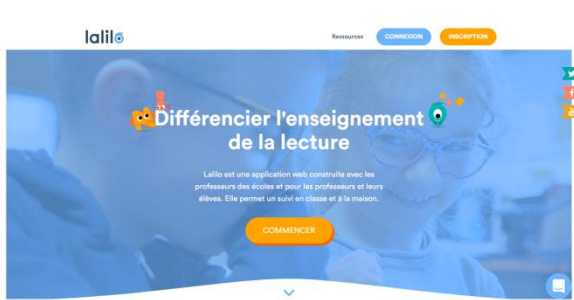 lalilo
Ressources
CONNEXION
INSCRIPTION
Différencier l'enseignement
de la lecture
Lalilo est une application web construite avec les
professeurs des écoles et pour les professeurs et leurs
élèves. Elle permet un suivi en classe et à la maison.
COMMENCER